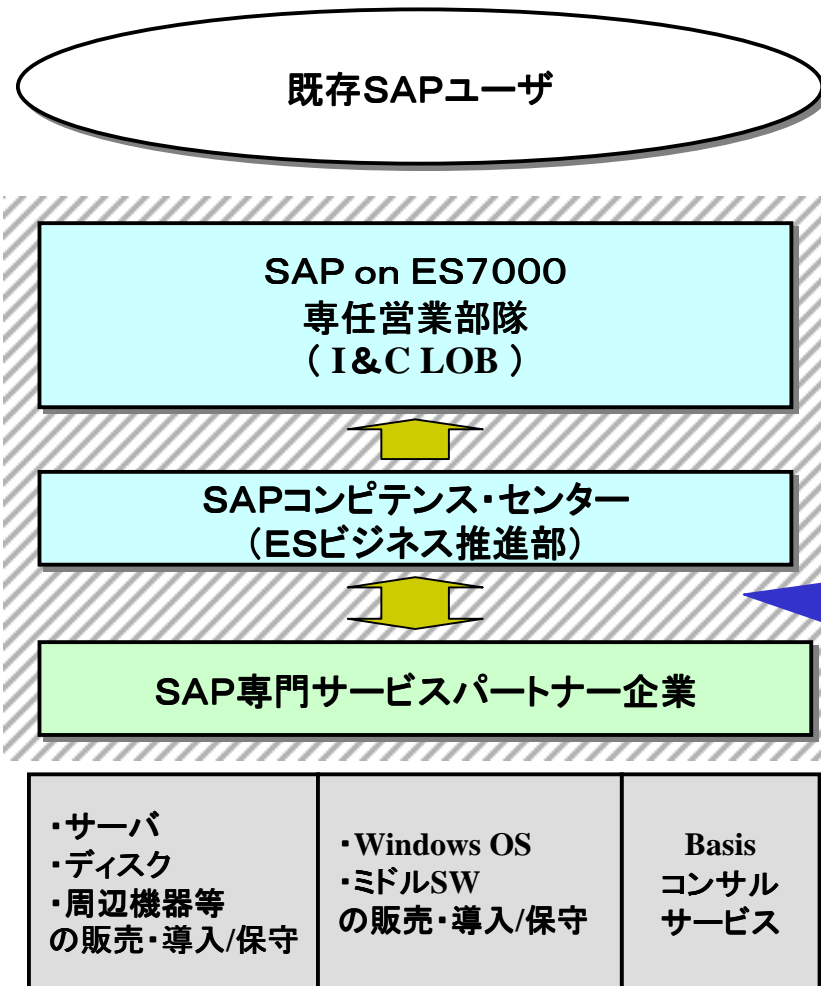 既存SAPユーザ
SAP on ES7000
専任営業部隊
（ I&C LOB ）
SAPコンピテンス・センター
（ESビジネス推進部）
SAP専門サービスパートナー企業
・サーバ
・ディスク
・周辺機器等
の販売・導入/保守
・Windows OS
・ミドルSW
の販売・導入/保守
Basis
コンサル
サービス